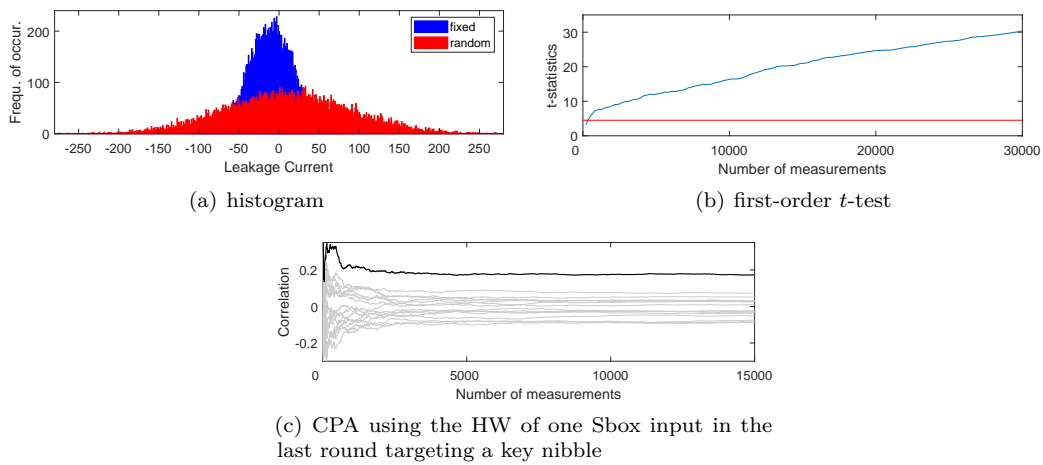 Frequ. of occur.
200
100
0
fixed
random
-250 -200 -150 -100 -50 0 50 100 150 200 250
Leakage Current
(a) histogram
t-statistics
30
20
10
0
0 10000 20000 30000
Number of measurements
(b) first-order t-test
Correlation
0.2
0
-0.2
0 5000 10000 15000
Number of measurements
(c) CPA using the HW of one Sbox input in the
last round targeting a key nibble